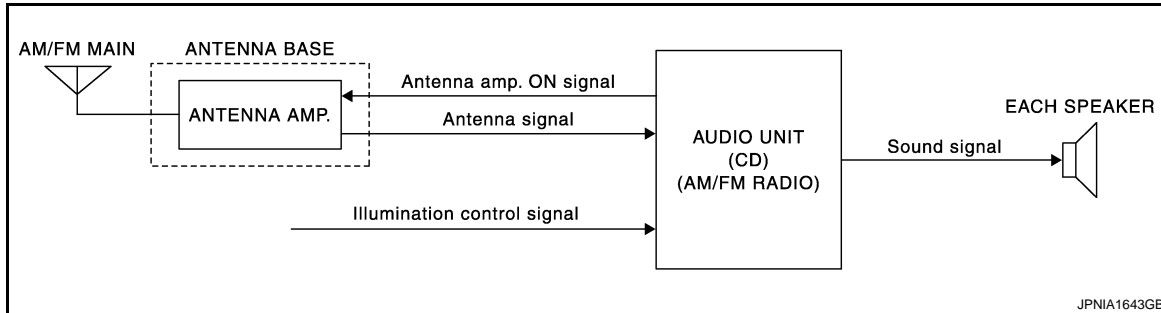 AM/FM MAIN
ANTENNA BASE
ANTENNA AMP.
Antenna amp. ON signal
Antenna signal
Illumination control signal
AUDIO UNIT
(CD)
(AM/FM RADIO)
Sound signal
EACH SPEAKER